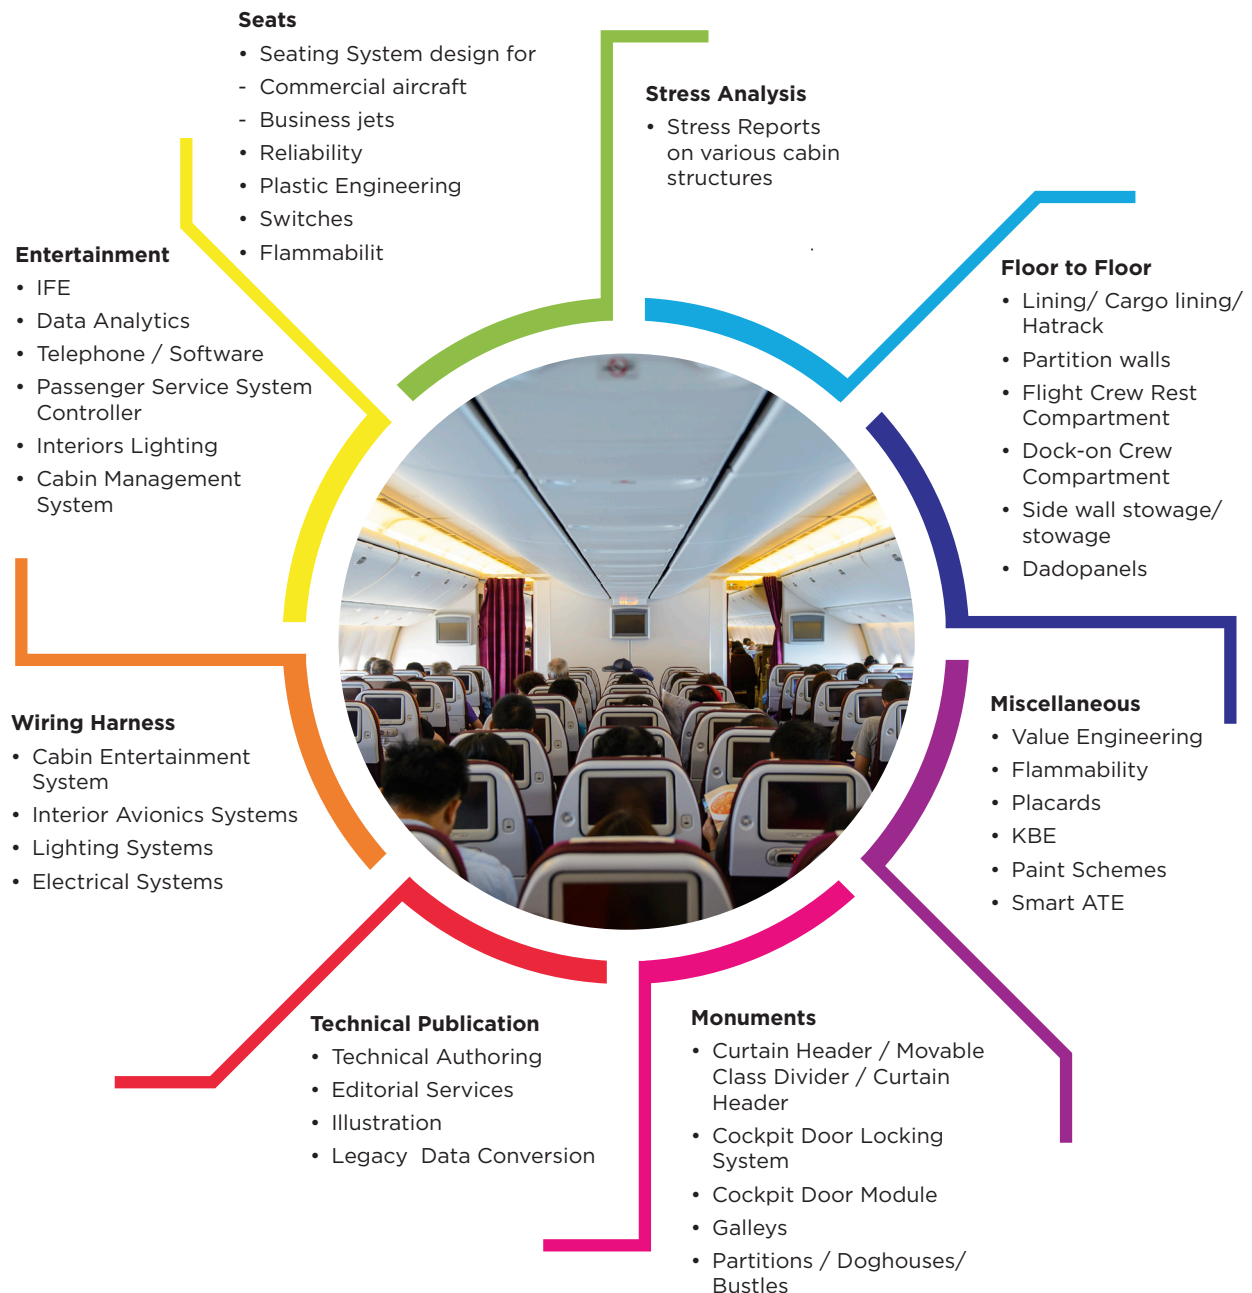 Seats
• Seating System design for
- Commercial aircraft
- Business jets
• Reliability
• Plastic Engineering
• Switches
• Flammabilit
Stress Analysis
• Stress Reports
on various cabin
structures
Entertainment
• IFE
• Data Analytics
• Telephone / Software
• Passenger Service System
Controller
• Interiors Lighting
• Cabin Management
System
Floor to Floor
• Lining/ Cargo lining/
Hatrack
• Partition walls
• Flight Crew Rest
Compartment
• Dock-on Crew
Compartment
• Side wall stowage/
stowage
• Dadopanels
Wiring Harness
• Cabin Entertainment
System
• Interior Avionics Systems
• Lighting Systems
• Electrical Systems
Miscellaneous
• Value Engineering
• Flammability
• Placards
• KBE
• Paint Schemes
• Smart ATE
Technical Publication
• Technical Authoring
• Editorial Services
• Illustration
• Legacy  Data Conversion
Monuments
• Curtain Header / Movable
Class Divider / Curtain
Header
• Cockpit Door Locking
System
• Cockpit Door Module
• Galleys
• Partitions / Doghouses/
Bustles